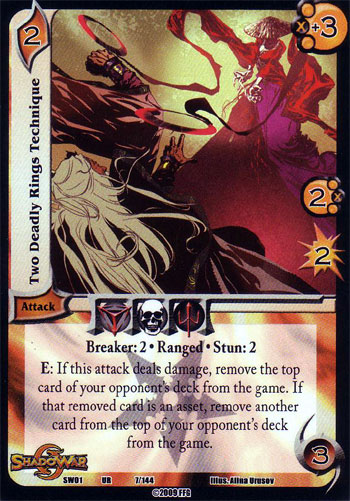 2
+3
Two Deadly Rings Technique
2
2
Attack
Breaker: 2 • Ranged • Stun: 2
E: If this attack deals damage, remove the top
card of your opponent's deck from the game. If
that removed card is an asset, remove another
card from the top of your opponent's deck
from the game.
3
ShadoWar
SW01 UR 7/144 Illus. Alina Urusov
©2009 FFG